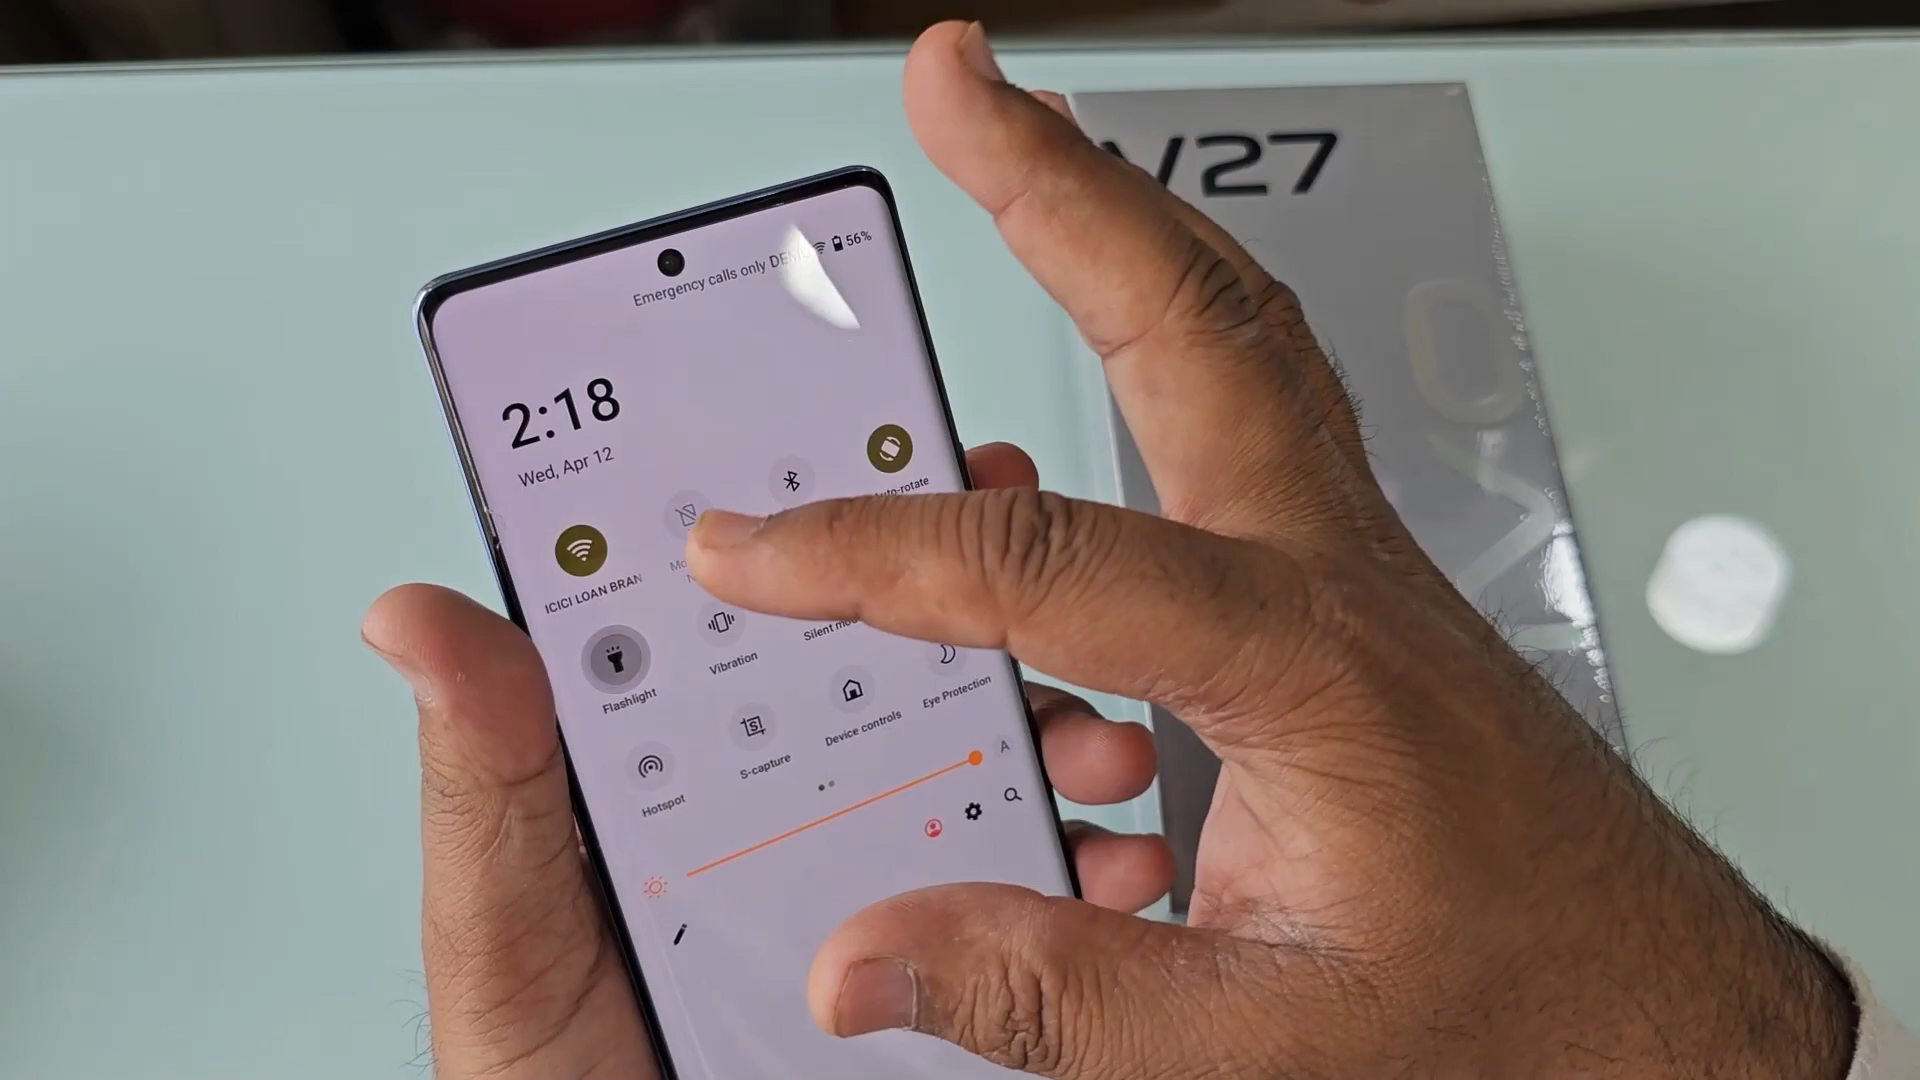 V27
Emergency calls only
56%
2:18
Wed, Apr 12
Auto-rotate
ICICI LOAN BRAN
Flashlight
Vibration
Silent
Eye Protection
Device controls
S-capture
Hotspot
A